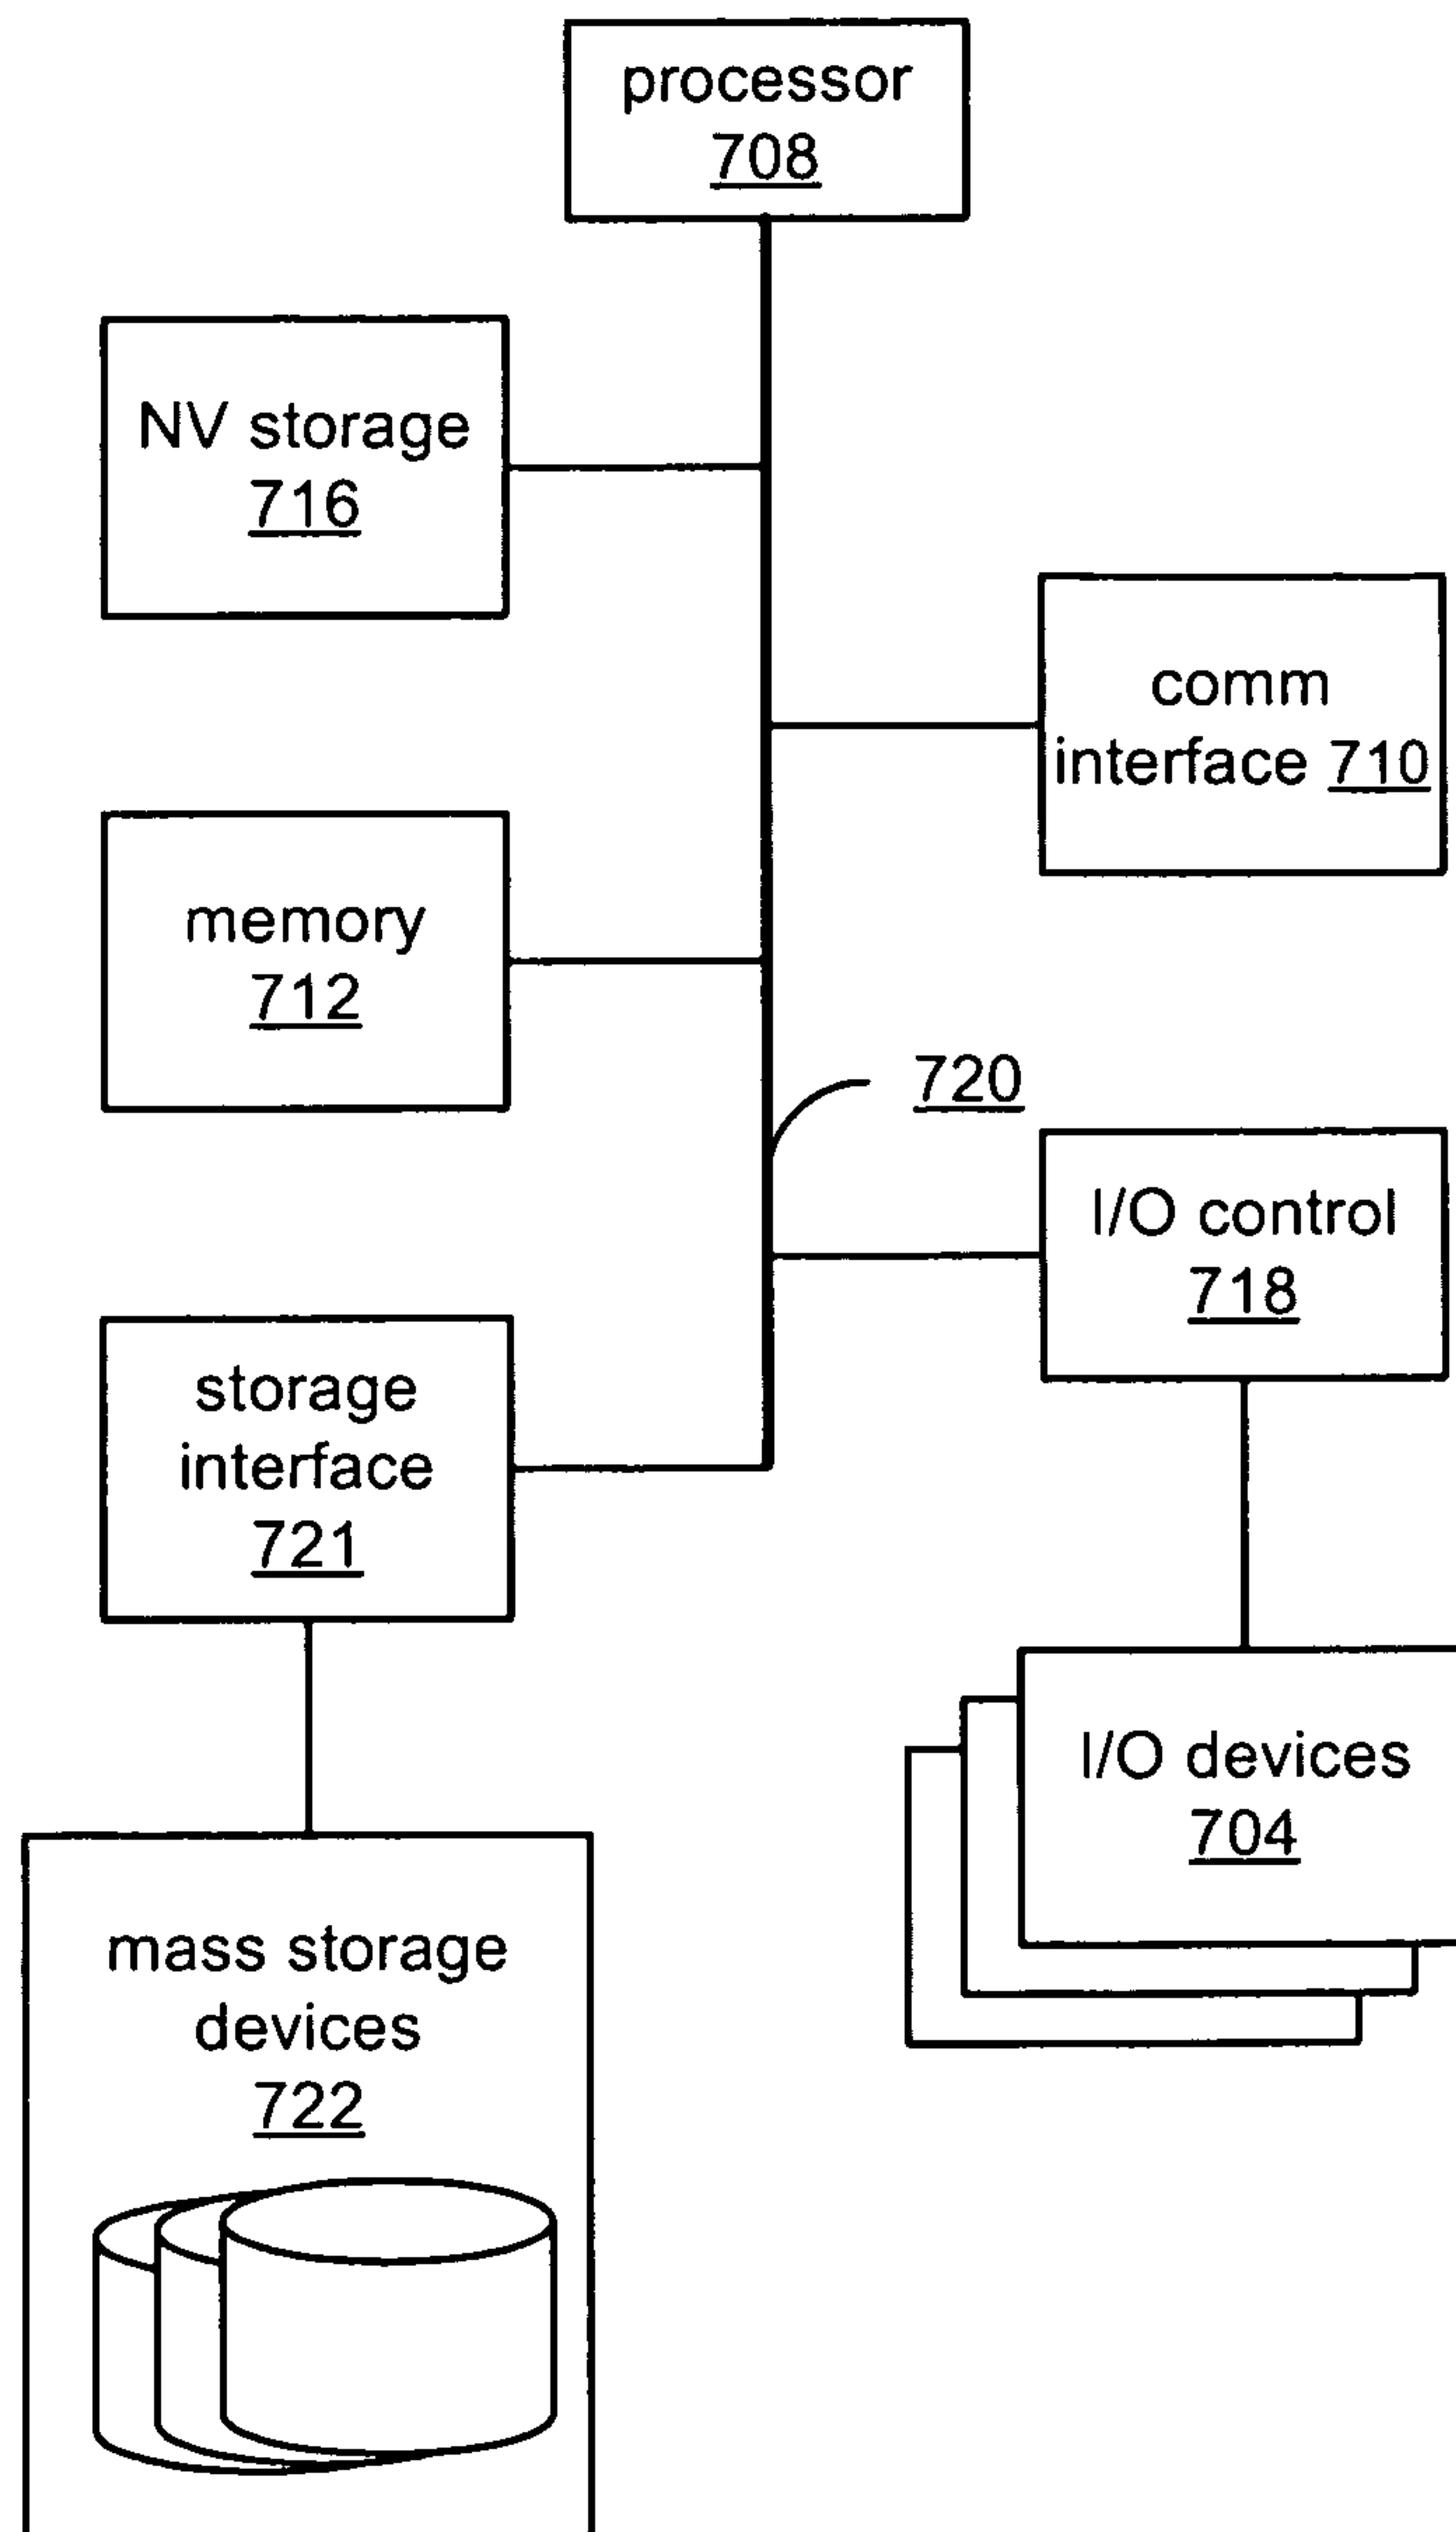 processor
708
NV storage
716
comm
interface 710
memory
712
720
I/O control
718
storage
interface
721
I/O devices
704
mass storage
devices
722